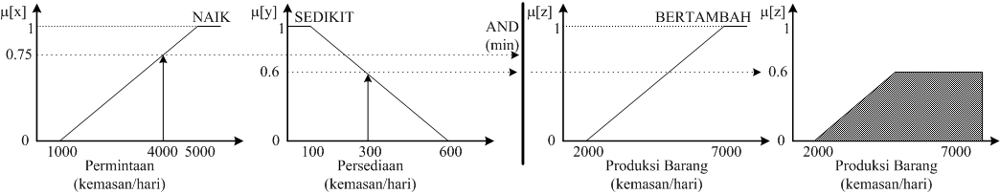 μ[x]
NAIK
1
0.75
0
1000
4000
5000
Permintaan
(kemasan/hari)
μ[y]
SEDIKIT
1
0.6
0
100
300
600
Persediaan
(kemasan/hari)
AND
(min)
μ[z]
BERTAMBAH
1
0
2000
7000
Produksi Barang
(kemasan/hari)
μ[z]
1
0.6
0
2000
7000
Produksi Barang
(kemasan/hari)